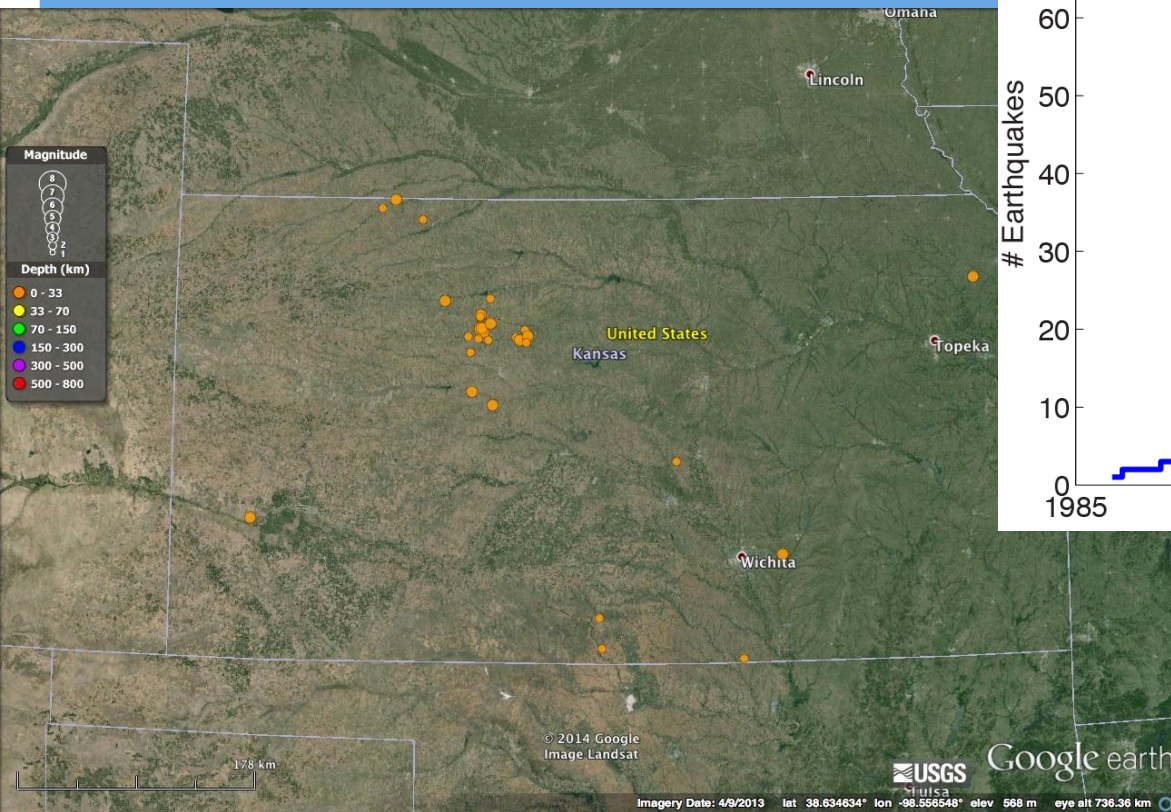 Omaha
Lincoln
Magnitude
8
7
6
5
4
3
2
1
Depth (km)
0 - 33
33 - 70
70 - 150
150 - 300
300 - 500
500 - 800
United States
Kansas
Topeka
Wichita
# Earthquakes
60
50
40
30
20
10
0
1985
© 2014 Google
Image Landsat
178 km
USGS
Google earth
Tulsa
Imagery Date: 4/9/2013 lat 38.634634° lon -98.556548° elev 568 m eye alt 736.36 km